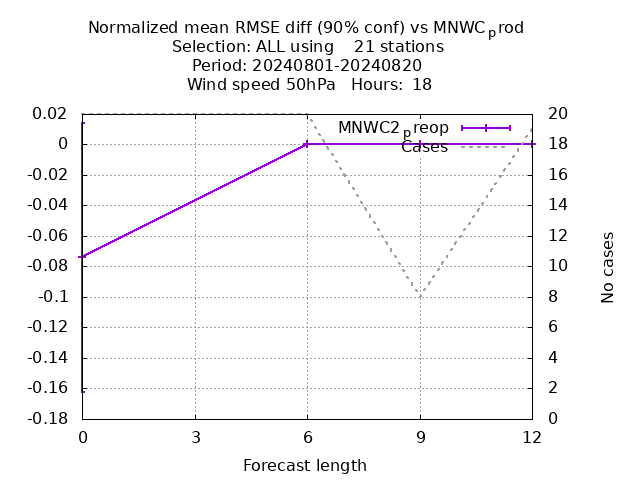 Normalized mean RMSE diff (90% conf) vs MNWCprod
Selection: ALL using    21 stations
Period: 20240801-20240820
Wind speed 50hPa   Hours: 18
0.02
0
-0.02
-0.04
-0.06
-0.08
-0.1
-0.12
-0.14
-0.16
-0.18
MNWC2preop
Cases
20
18
16
14
12
10
8
6
4
2
0
No cases
0 3 6 9 12
Forecast length